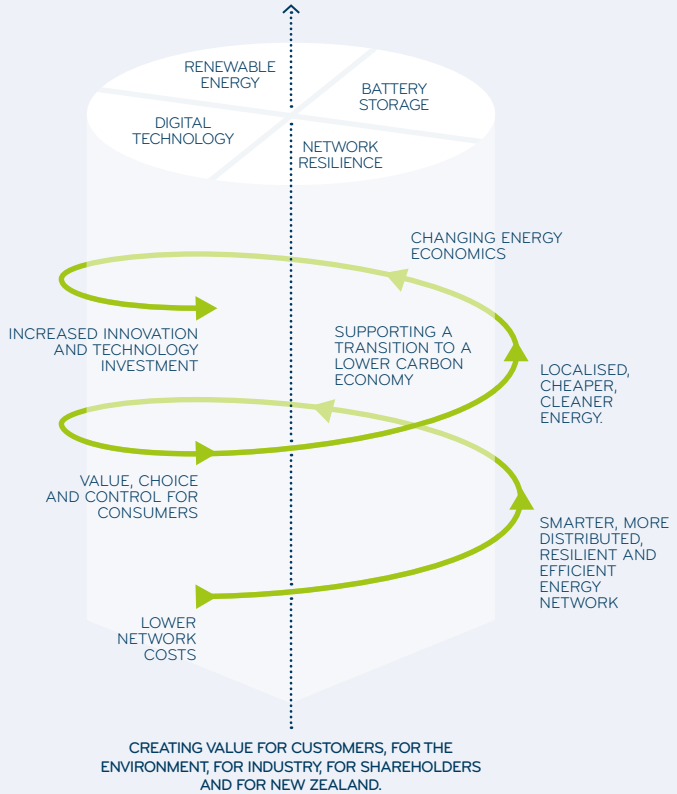 RENEWABLE
ENERGY
BATTERY
STORAGE
DIGITAL
TECHNOLOGY
NETWORK
RESILIENCE
CHANGING ENERGY
ECONOMICS
INCREASED INNOVATION
AND TECHNOLOGY
INVESTMENT
SUPPORTING A
TRANSITION TO A
LOWER CARBON
ECONOMY
LOCALISED,
CHEAPER,
CLEANER
ENERGY.
VALUE, CHOICE
AND CONTROL FOR
CONSUMERS
SMARTER, MORE
DISTRIBUTED,
RESILIENT AND
EFFICIENT
ENERGY
NETWORK
LOWER
NETWORK
COSTS
CREATING VALUE FOR CUSTOMERS, FOR THE
ENVIRONMENT, FOR INDUSTRY, FOR SHAREHOLDERS
AND FOR NEW ZEALAND.